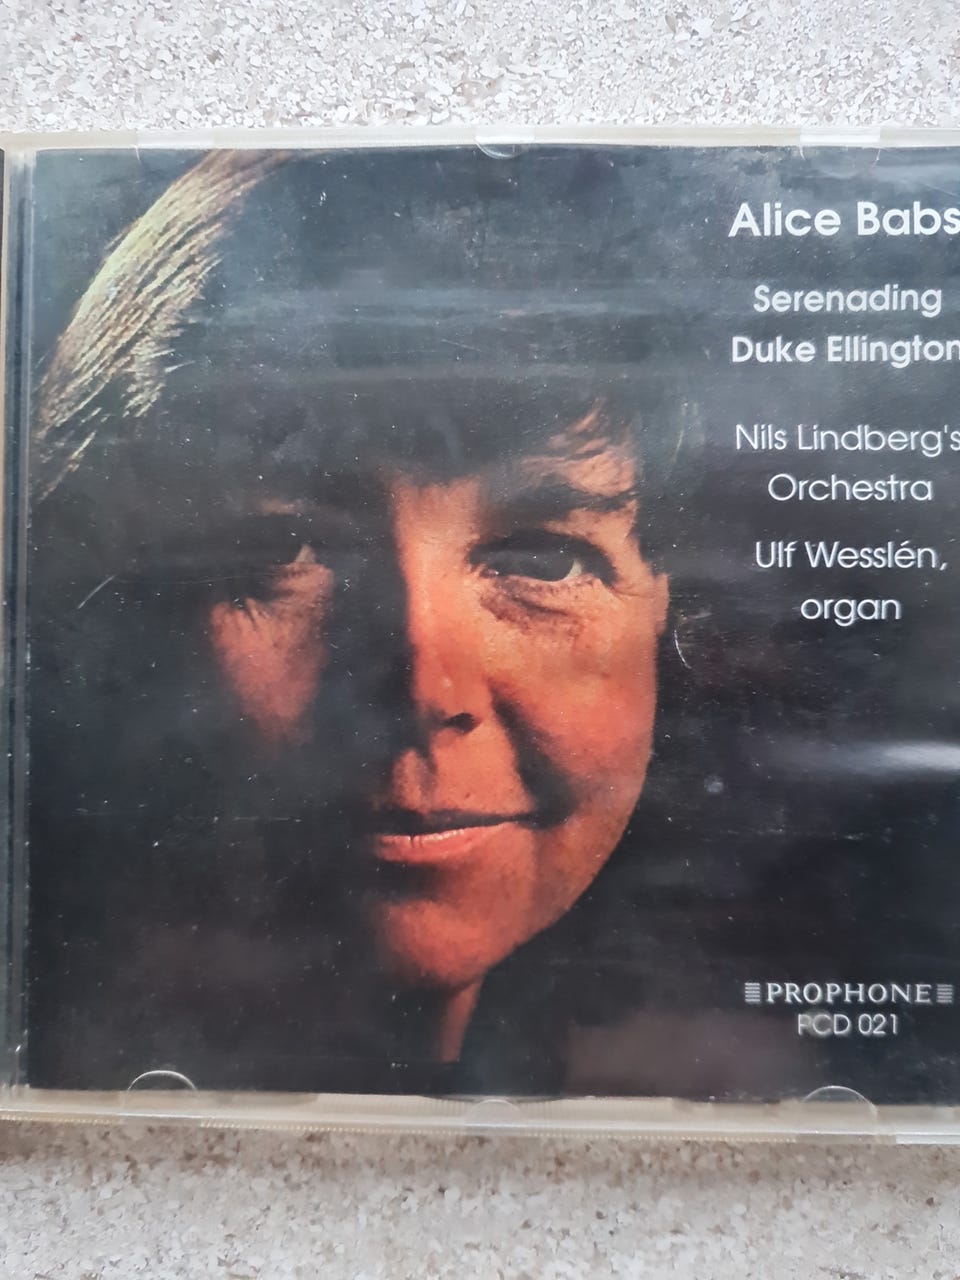 Alice Babs
Serenading
Duke Ellington
Nils Lindberg's
Orchestra
Ulf Wesslén,
organ
PROPHONE
PCD 021